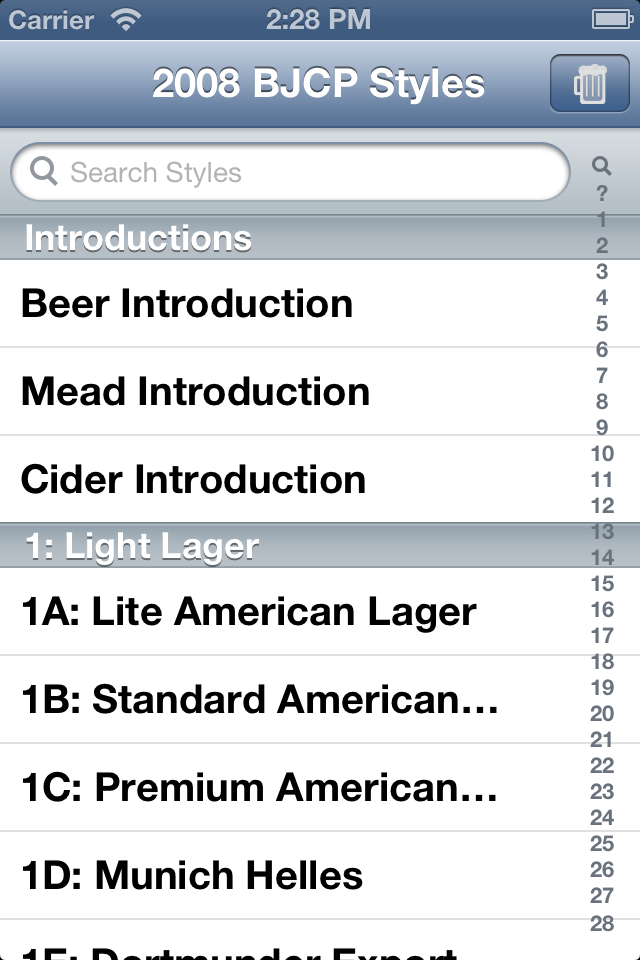 Carrier 2:28 PM
2008 BJCP Styles
Search Styles
?
1
2
3
4
5
6
7
8
9
10
11
12
13
14
15
16
17
18
19
20
21
22
23
24
25
26
27
28
Introductions
Beer Introduction
Mead Introduction
Cider Introduction
1: Light Lager
1A: Lite American Lager
1B: Standard American...
1C: Premium American...
1D: Munich Helles
1E: Dortmunder Export